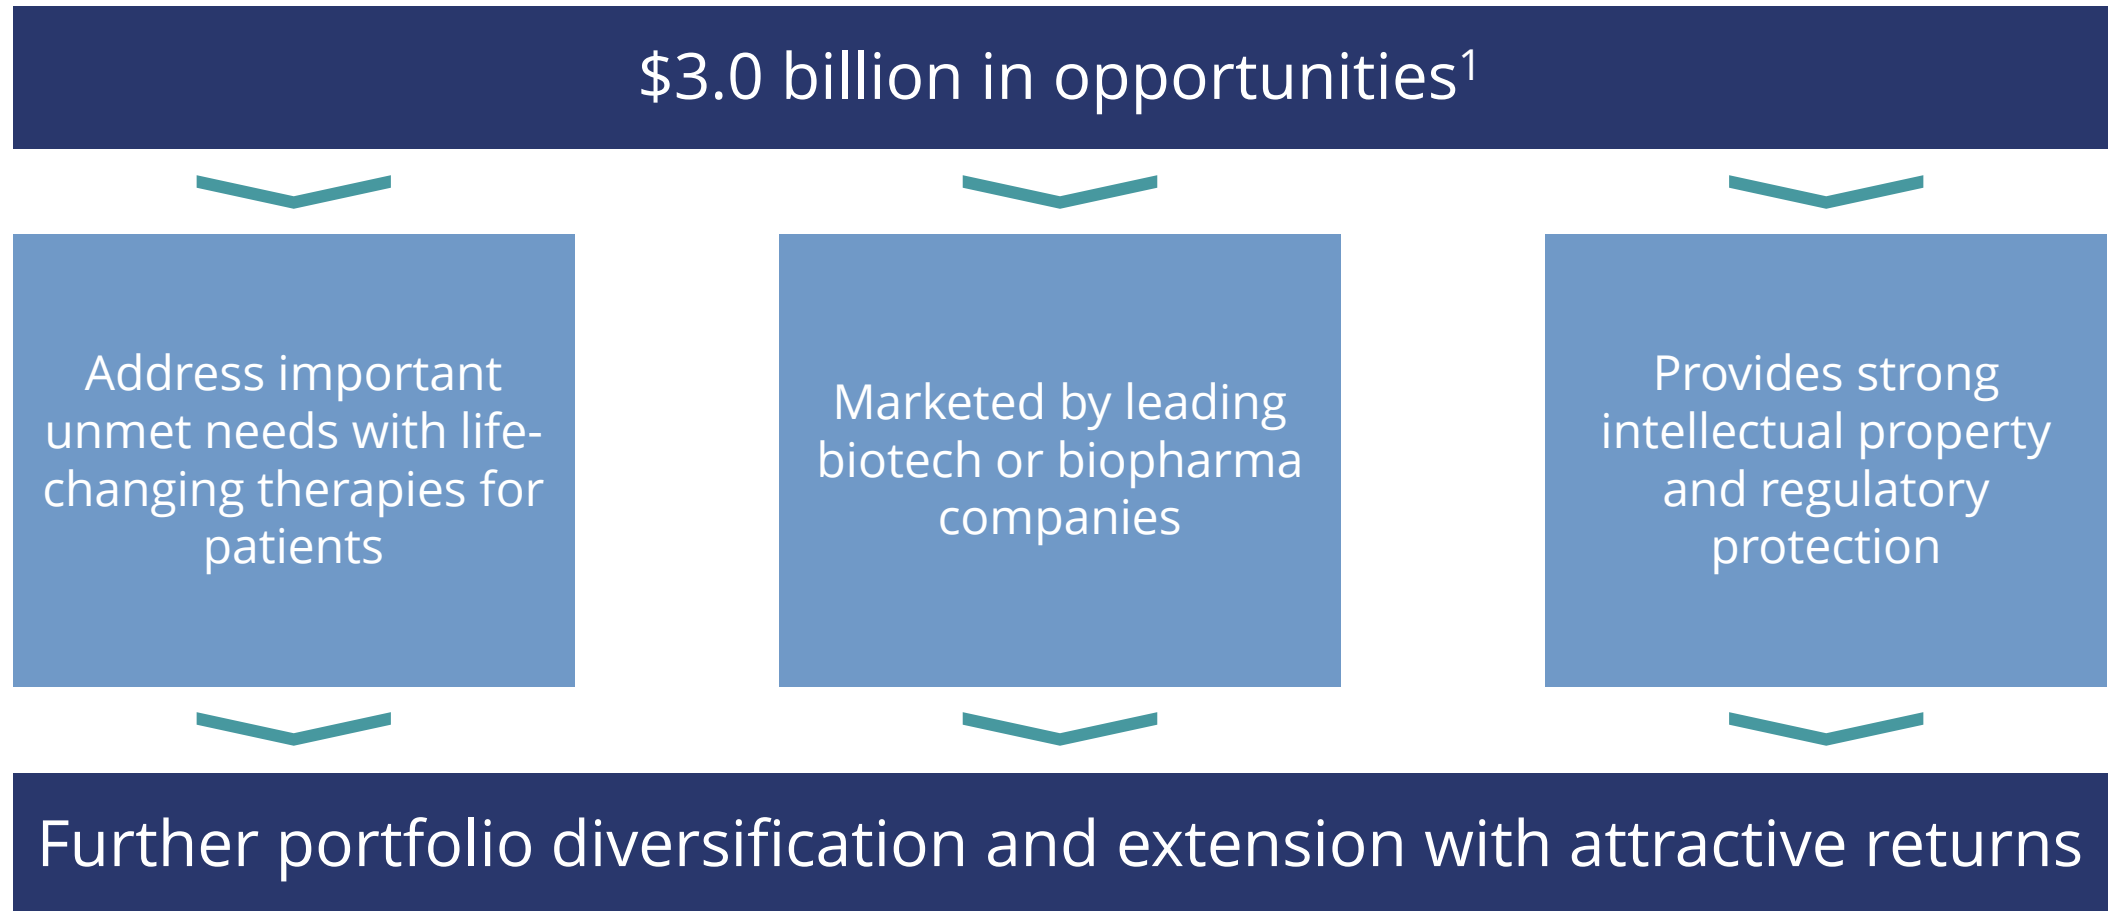 $3.0 billion in opportunities¹
Address important
unmet needs with life-
changing therapies for
patients
Marketed by leading
biotech or biopharma
companies
Provides strong
intellectual property
and regulatory
protection
Further portfolio diversification and extension with attractive returns